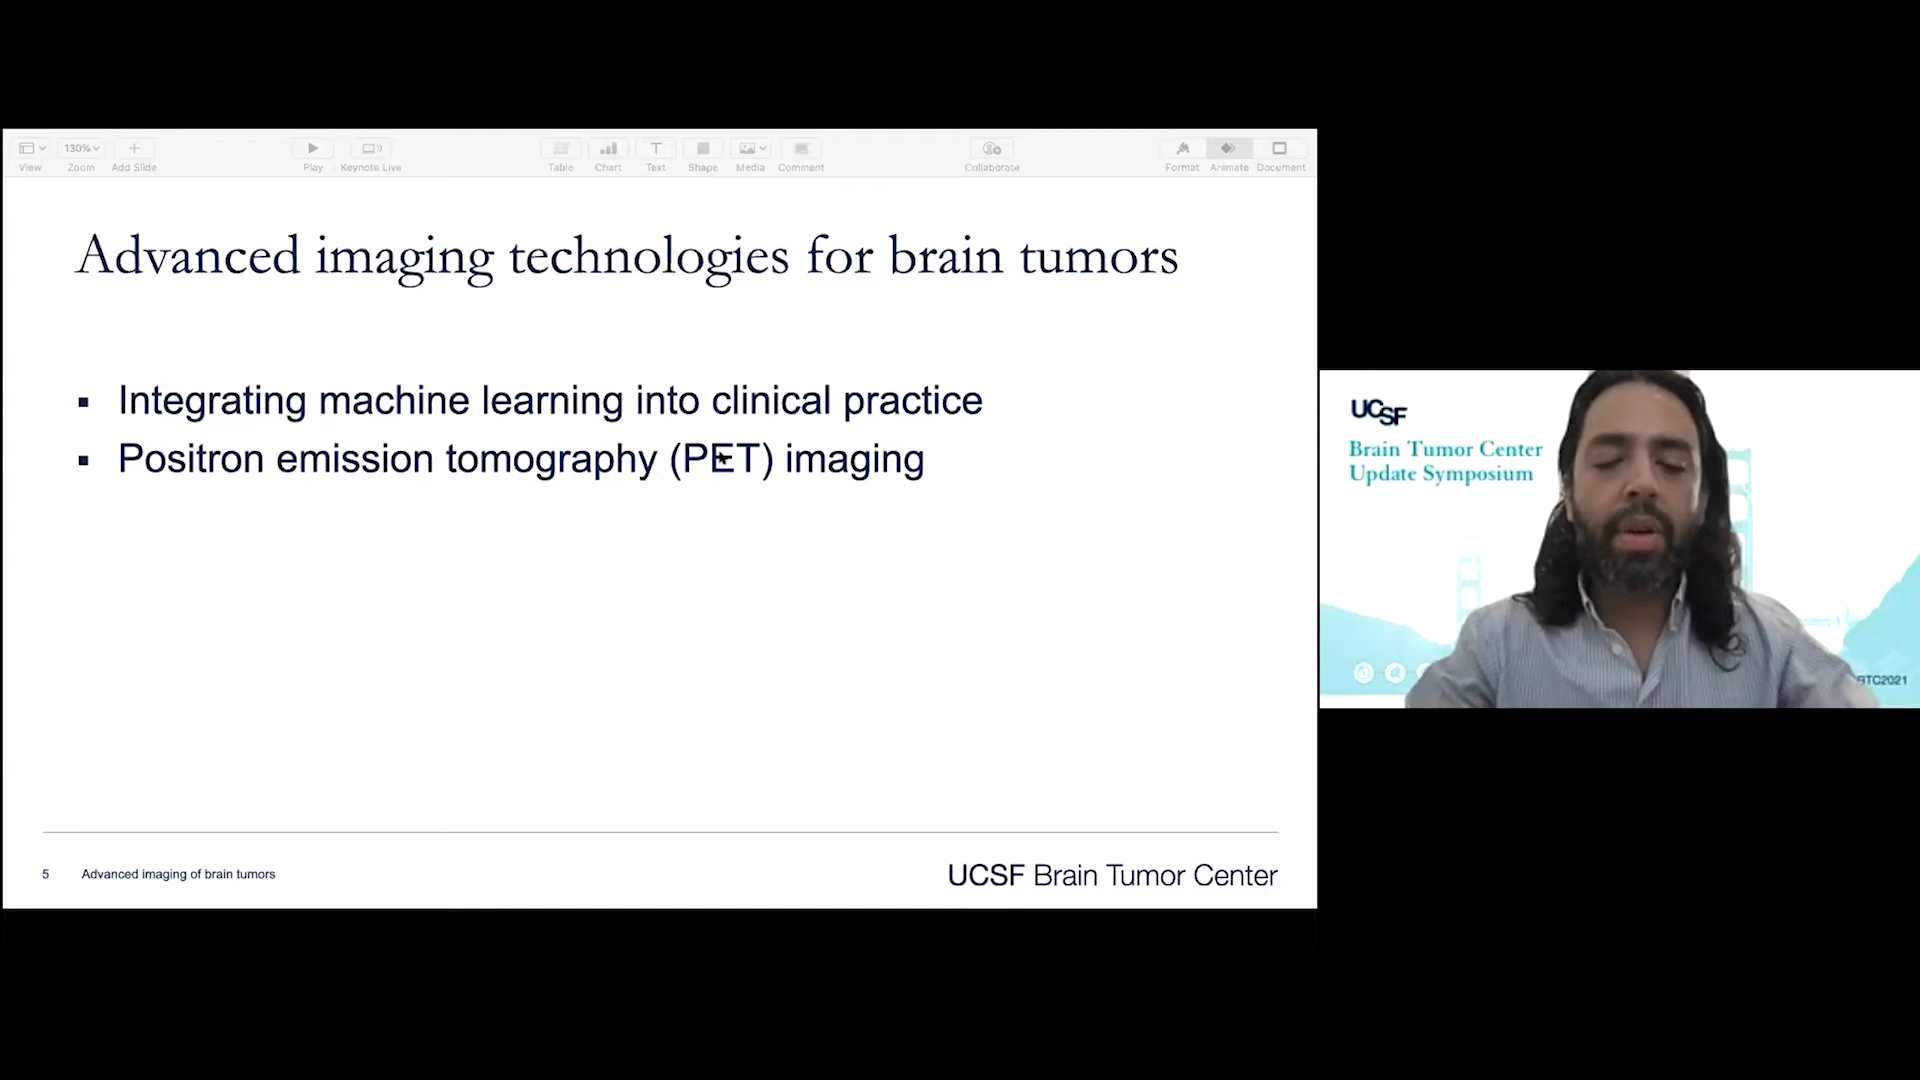 130%
View
Zoom
Add Slide
Play
Keynote Live
Table
Chart
Text
Shape
Media
Comment
Collaborate
Format
Animate
Document
Advanced imaging technologies for brain tumors
Integrating machine learning into clinical practice
Positron emission tomography (PET) imaging
5
Advanced imaging of brain tumors
UCSF Brain Tumor Center
UCSF
Brain Tumor Center
Update Symposium
BTC2021